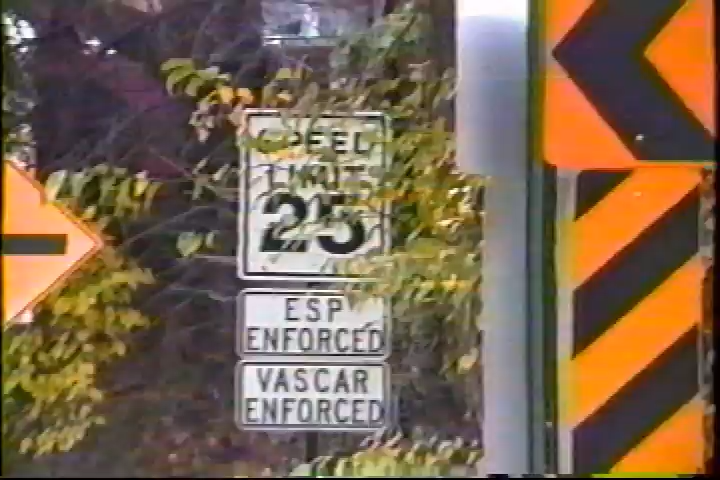 SPEED
LIMIT
25
ESP
ENFORCED
VASCAR
ENFORCED